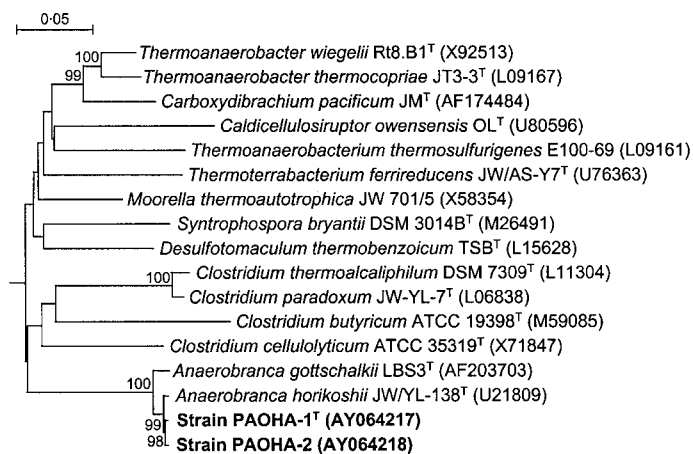 0·05
100
99
Thermoanaerobacter wiegelii Rt8.B1ᵀ (X92513)
Thermoanaerobacter thermocopriae JT3-3ᵀ (L09167)
Carboxydibrachium pacificum JMᵀ (AF174484)
Caldicellulosiruptor owensensis OLᵀ (U80596)
Thermoanaerobacterium thermosulfurigenes E100-69 (L09161)
Thermoterrabacterium ferrireducens JW/AS-Y7ᵀ (U76363)
Moorella thermoautotrophica JW 701/5 (X58354)
Syntrophospora bryantii DSM 3014Bᵀ (M26491)
Desulfotomaculum thermobenzoicum TSBᵀ (L15628)
100
Clostridium thermoalcaliphilum DSM 7309ᵀ (L11304)
Clostridium paradoxum JW-YL-7ᵀ (L06838)
Clostridium butyricum ATCC 19398ᵀ (M59085)
Clostridium cellulolyticum ATCC 35319ᵀ (X71847)
Anaerobranca gottschalkii LBS3ᵀ (AF203703)
100
Anaerobranca horikoshii JW/YL-138ᵀ (U21809)
99
Strain PAOHA-1ᵀ (AY064217)
98
Strain PAOHA-2 (AY064218)